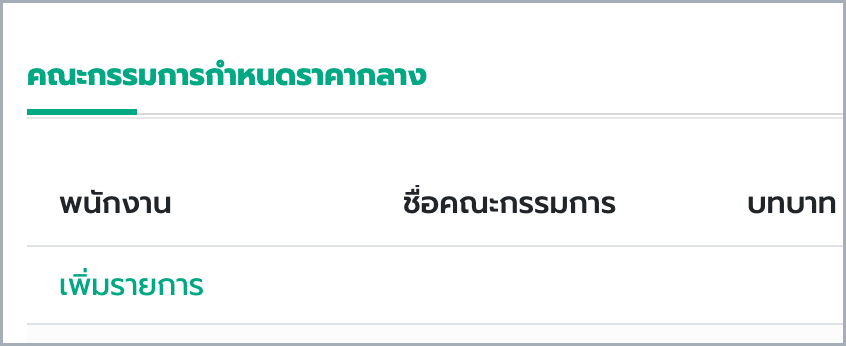 คณะกรรมการกำหนดราคากลาง
พนักงาน ชื่อคณะกรรมการ บทบาท
เพิ่มรายการ